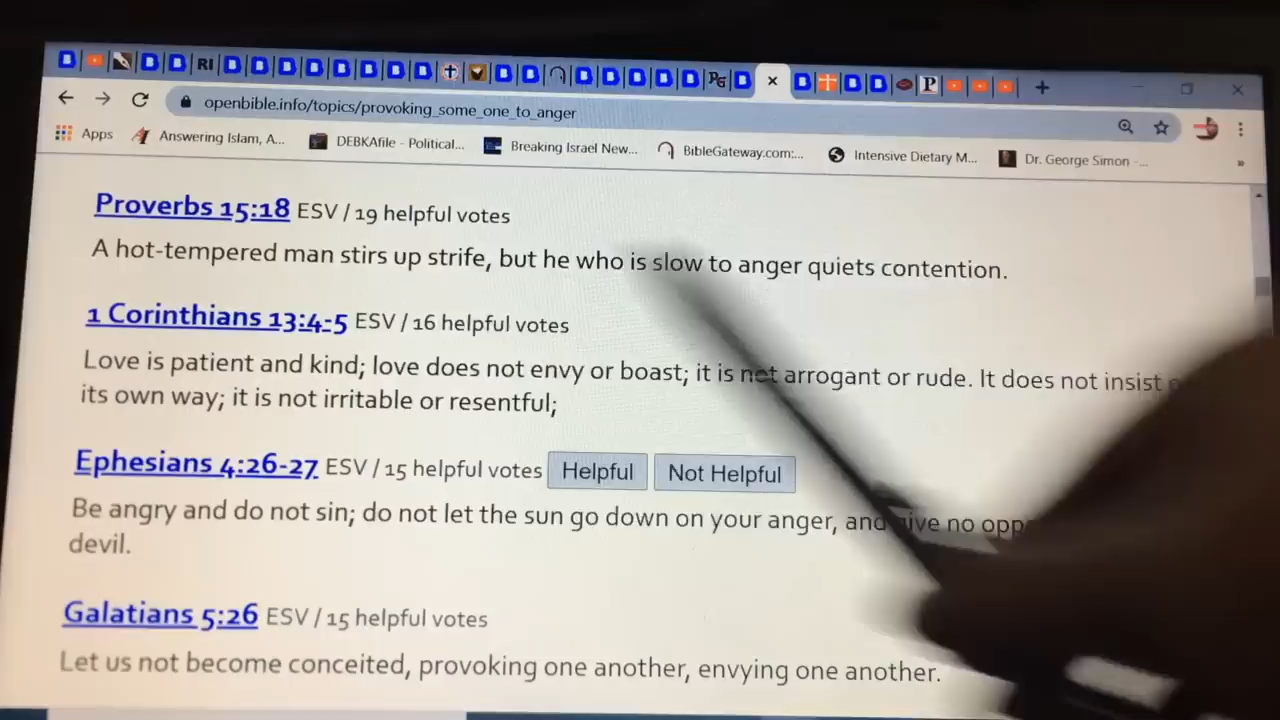 RI
PG
P
openbible.info/topics/provoking_some_one_to_anger
Apps Answering Islam, A... DEBKAfile - Political... Breaking Israel New... BibleGateway.com:... Intensive Dietary M... Dr. George Simon -...
Proverbs 15:18 ESV / 19 helpful votes
A hot-tempered man stirs up strife, but he who is slow to anger quiets contention.
1 Corinthians 13:4-5 ESV / 16 helpful votes
Love is patient and kind; love does not envy or boast; it is not arrogant or rude. It does not insist
its own way; it is not irritable or resentful;
Ephesians 4:26-27 ESV / 15 helpful votes Helpful Not Helpful
Be angry and do not sin; do not let the sun go down on your anger, and give no
devil.
Galatians 5:26 ESV / 15 helpful votes
Let us not become conceited, provoking one another, envying one another.